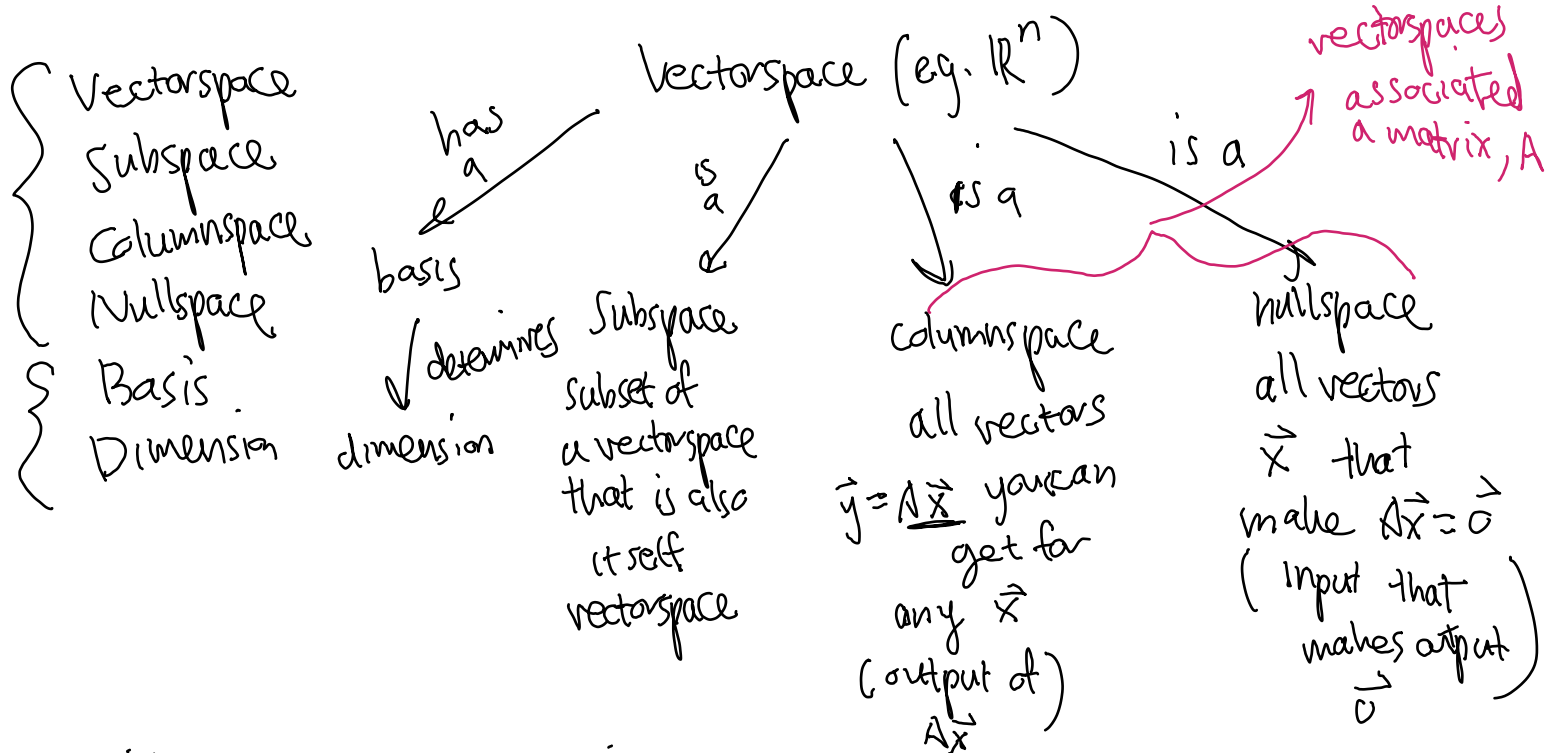 Vectorspace
Subspace
Columnspace
Nullspace
Basis
Dimension
Vectorspace (eg. ℝⁿ)
has
a
basis
determines
dimension
is
a
Subspace
subset of
a vectorspace
that is also
itself
vectorspace
is a
columnspace
all vectors
y⃗ = Ax⃗ you can
get for
any x⃗
(output of)
Ax⃗
is a
nullspace
all vectors
x⃗ that
make Ax⃗ = 0⃗
(input that
makes output
0⃗)
vectorspaces
associated
a matrix, A